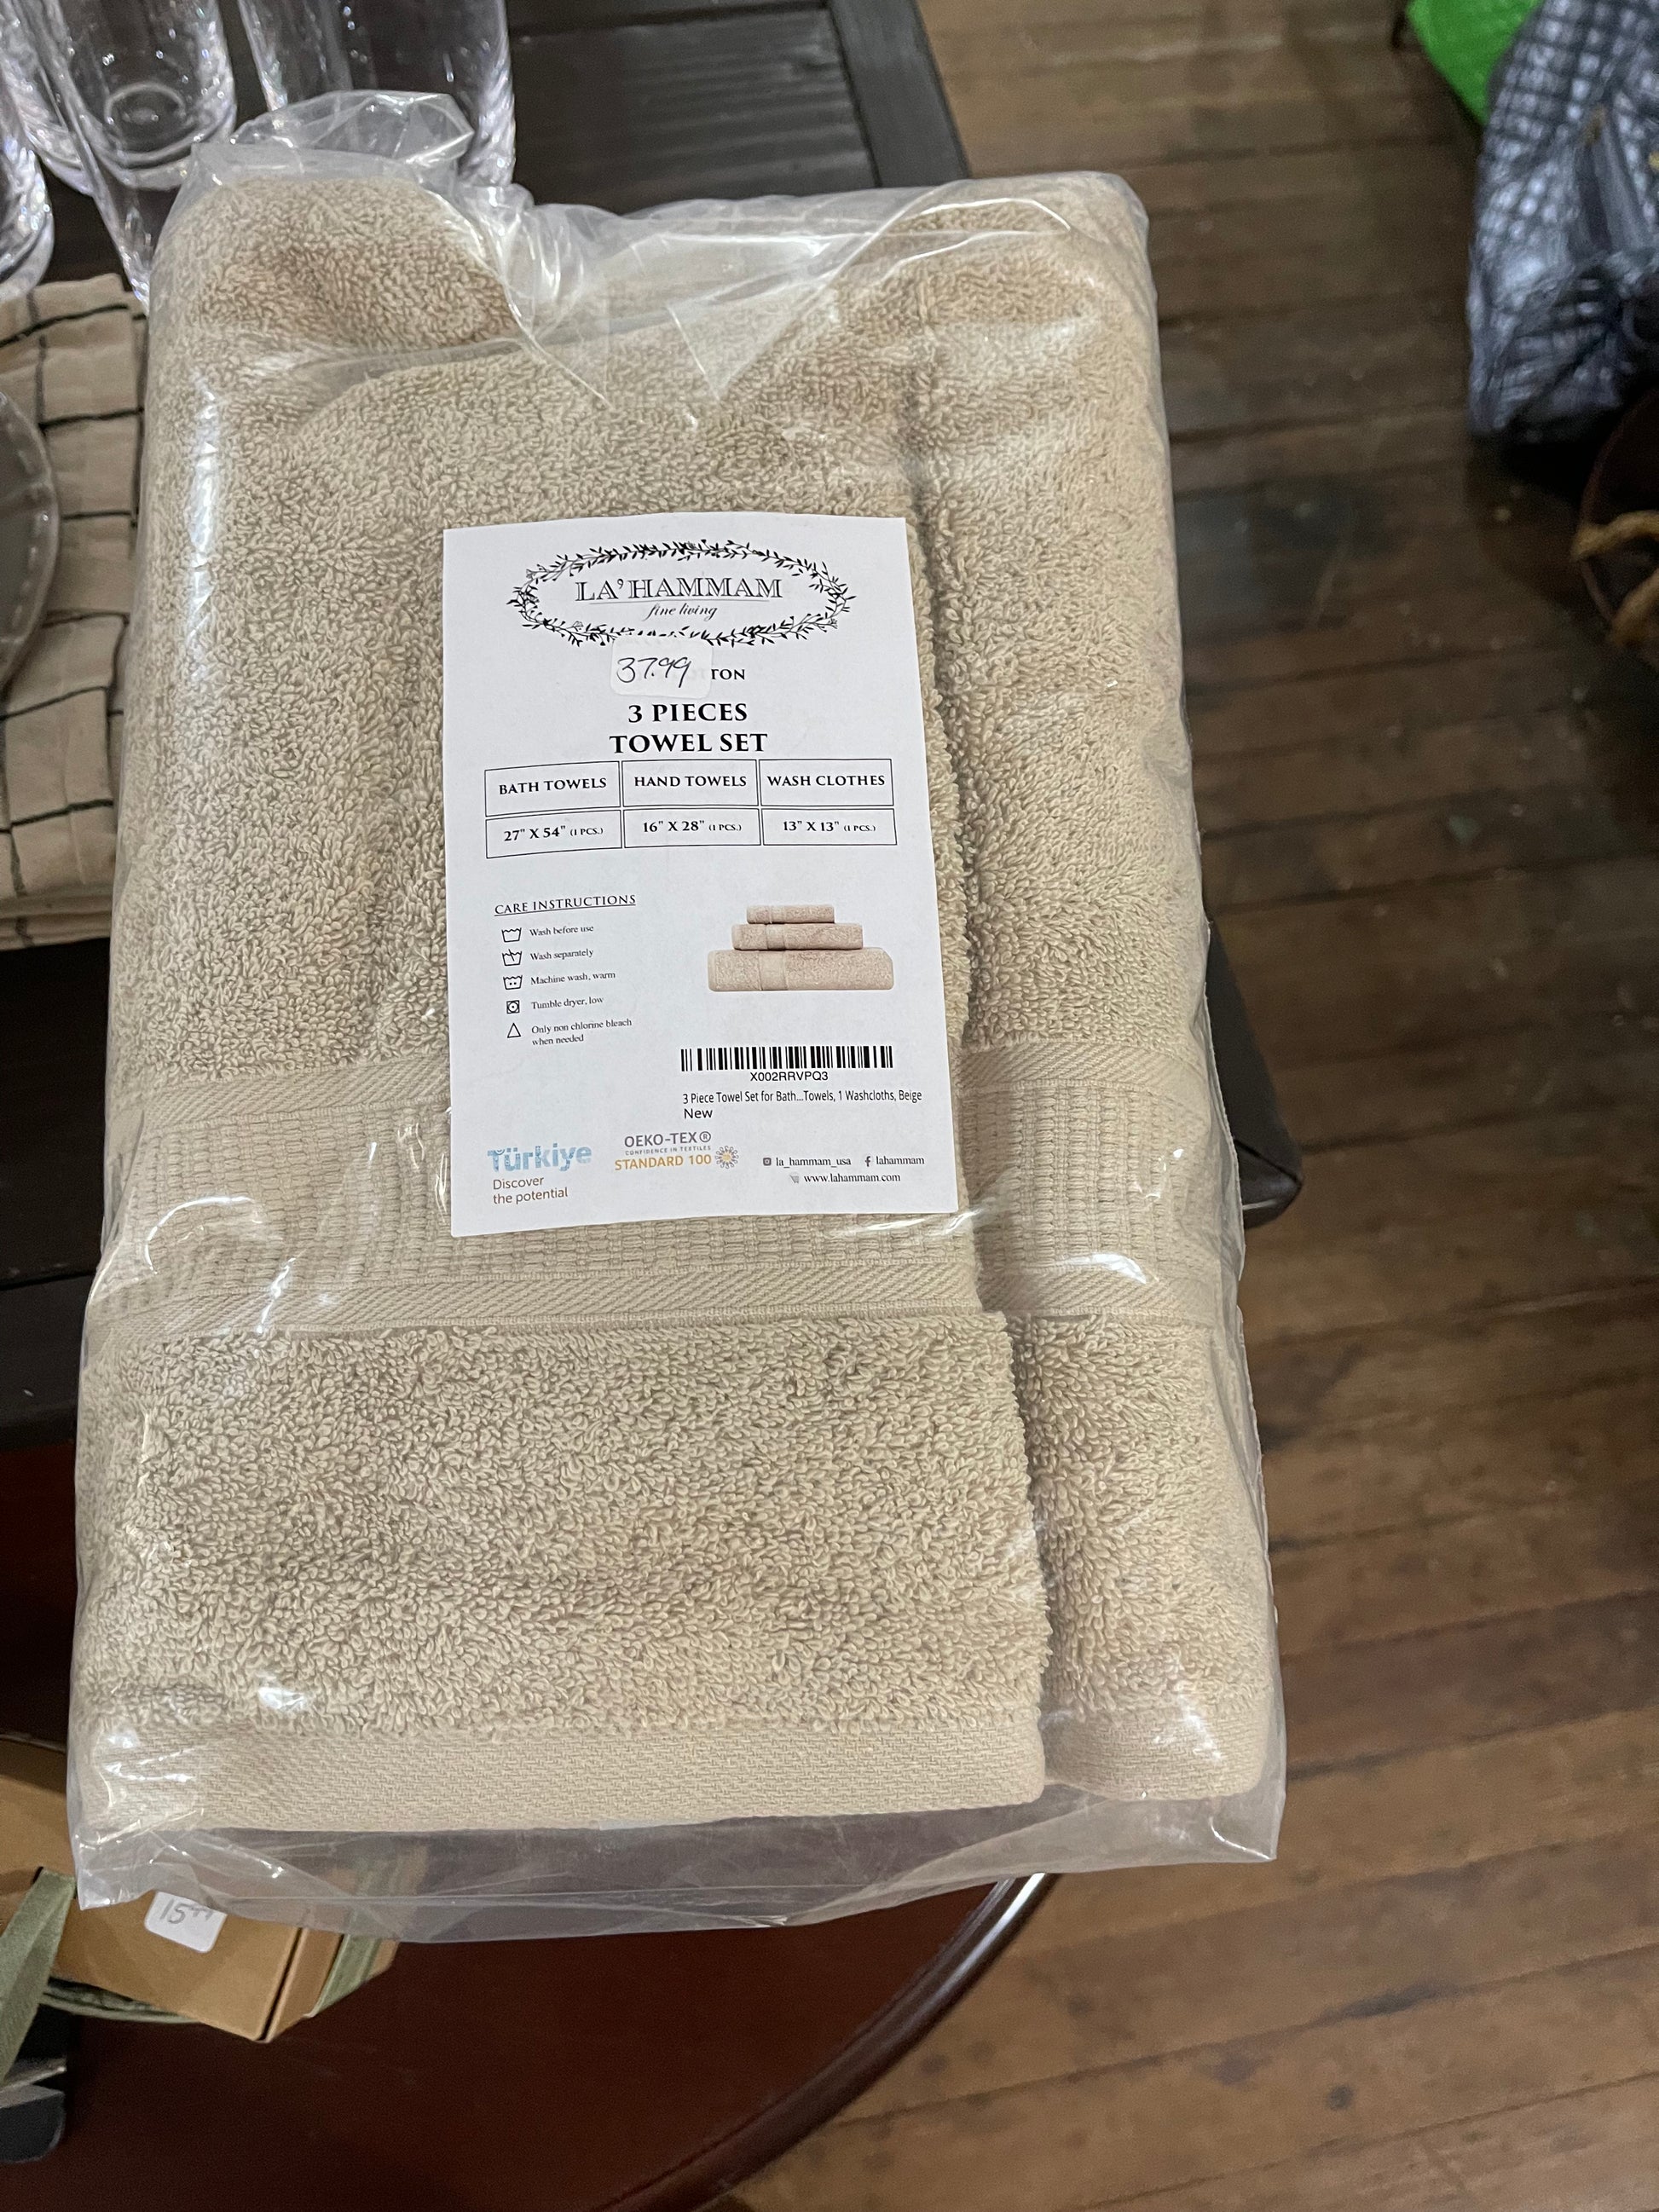 LA'HAMMAM
fine living
37.99
TON
3 PIECES
TOWEL SET
BATH TOWELS HAND TOWELS WASH CLOTHES
27" X 54" (1 PCS.) 16" X 28" (1 PCS.) 13" X 13" (1 PCS.)
CARE INSTRUCTIONS
Wash before use
Wash separately
Machine wash, warm
Tumble dryer, low
Only non chlorine bleach
when needed
X002RRVPQ3
3 Piece Towel Set for Bath...Towels, 1 Washcloths, Beige
New
Türkiye
Discover
the potential
OEKO-TEX®
CONFIDENCE IN TEXTILES
STANDARD 100
la_hammam_usa lahammam
www.lahammam.com